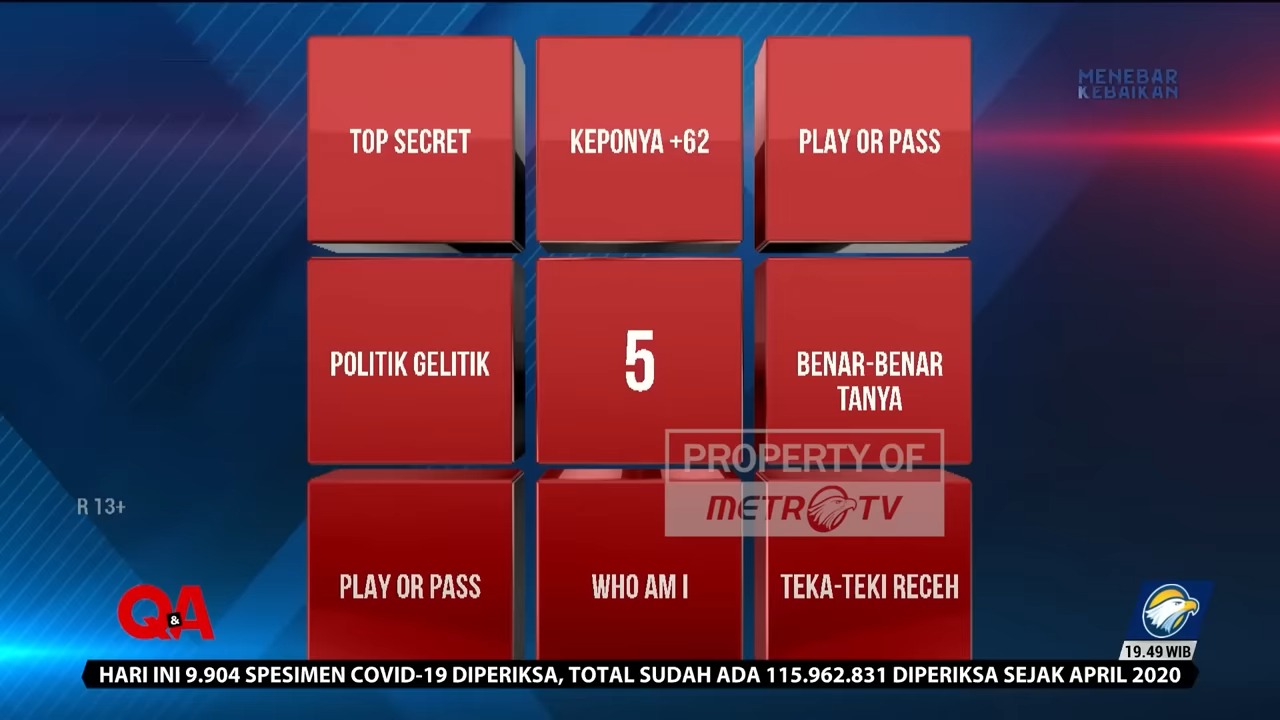 TOP SECRET
KEPONYA +62
PLAY OR PASS
MENEBAR
KEBAIKAN
POLITIK GELITIK
5
BENAR-BENAR
TANYA
PROPERTY OF
METRO TV
R 13+
PLAY OR PASS
WHO AM I
TEKA-TEKI RECEH
Q&A
19.49 WIB
HARI INI 9.904 SPESIMEN COVID-19 DIPERIKSA, TOTAL SUDAH ADA 115.962.831 DIPERIKSA SEJAK APRIL 2020